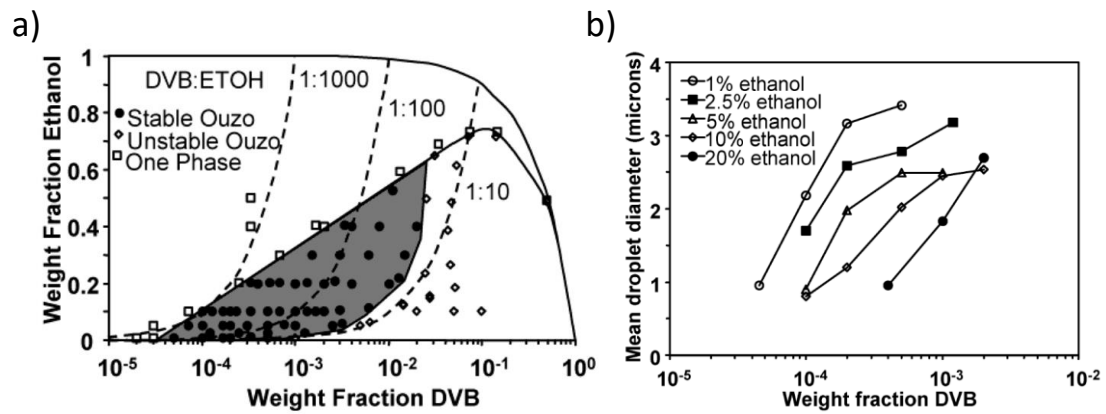 a)
Weight Fraction Ethanol
1
0.8
0.6
0.4
0.2
0
DVB:ETOH
1:1000
1:100
1:10
Stable Ouzo
Unstable Ouzo
One Phase
10-5
10-4
10-3
10-2
10-1
100
Weight Fraction DVB
b)
Mean droplet diameter (microns)
4
3
2
1
0
1% ethanol
2.5% ethanol
5% ethanol
10% ethanol
20% ethanol
10-5
10-4
10-3
10-2
Weight fraction DVB